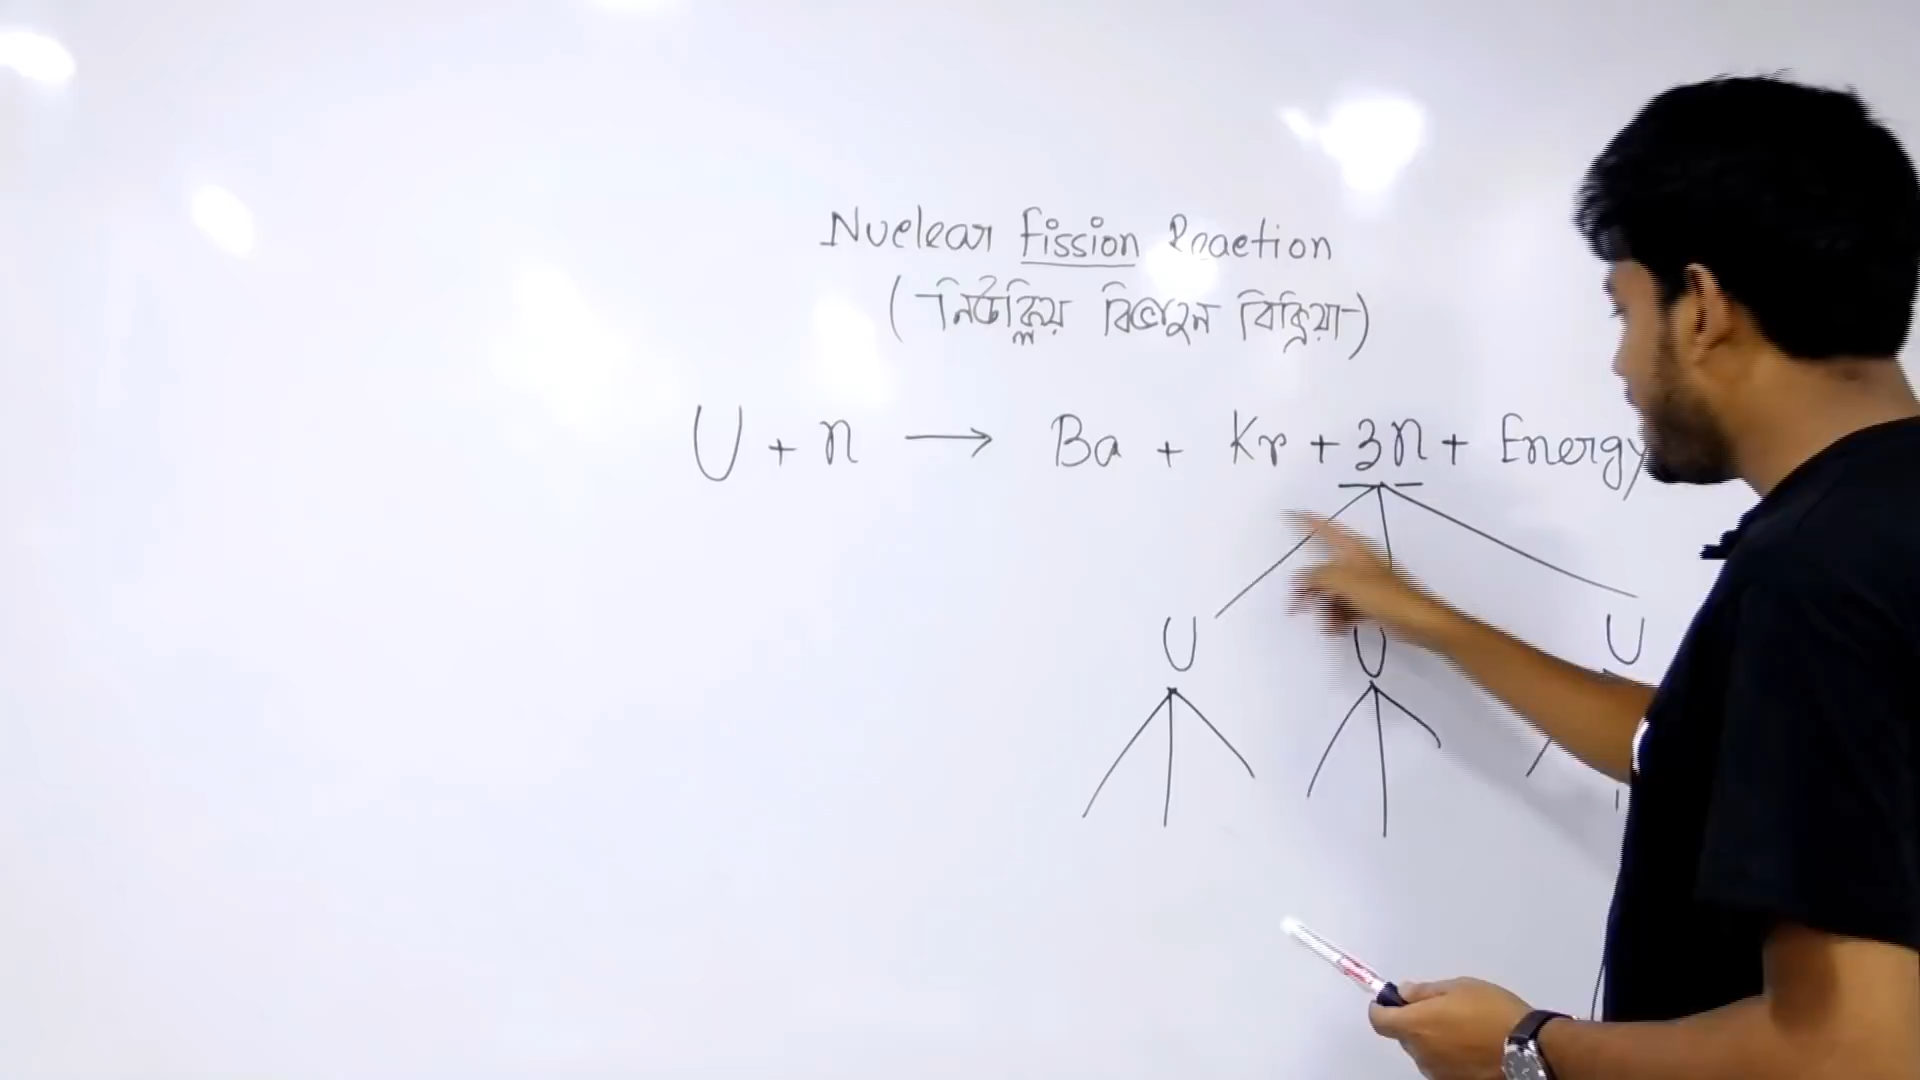 Nuclear fission Reaction
(নিউক্লিয় বিভাজন বিক্রিয়া)
U + n → Ba + Kr + 3n + Energy
U U U